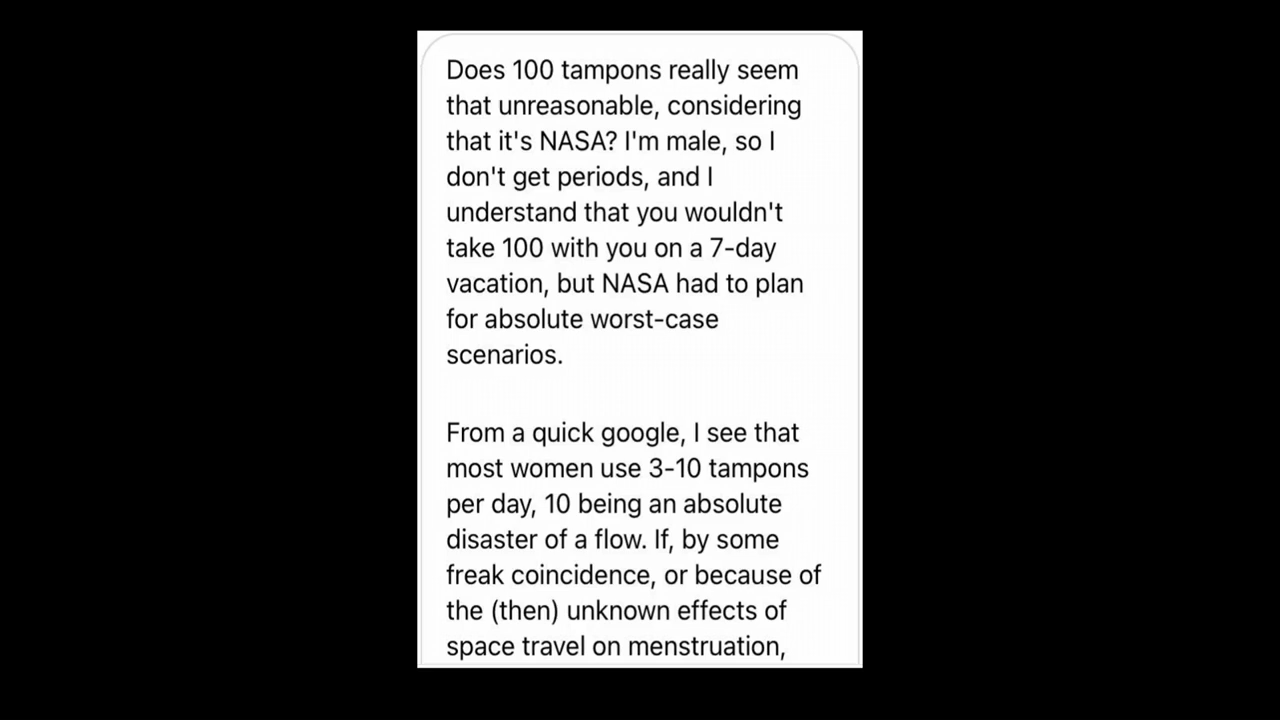 Does 100 tampons really seem
that unreasonable, considering
that it's NASA? I'm male, so I
don't get periods, and I
understand that you wouldn't
take 100 with you on a 7-day
vacation, but NASA had to plan
for absolute worst-case
scenarios.
From a quick google, I see that
most women use 3-10 tampons
per day, 10 being an absolute
disaster of a flow. If, by some
freak coincidence, or because of
the (then) unknown effects of
space travel on menstruation,